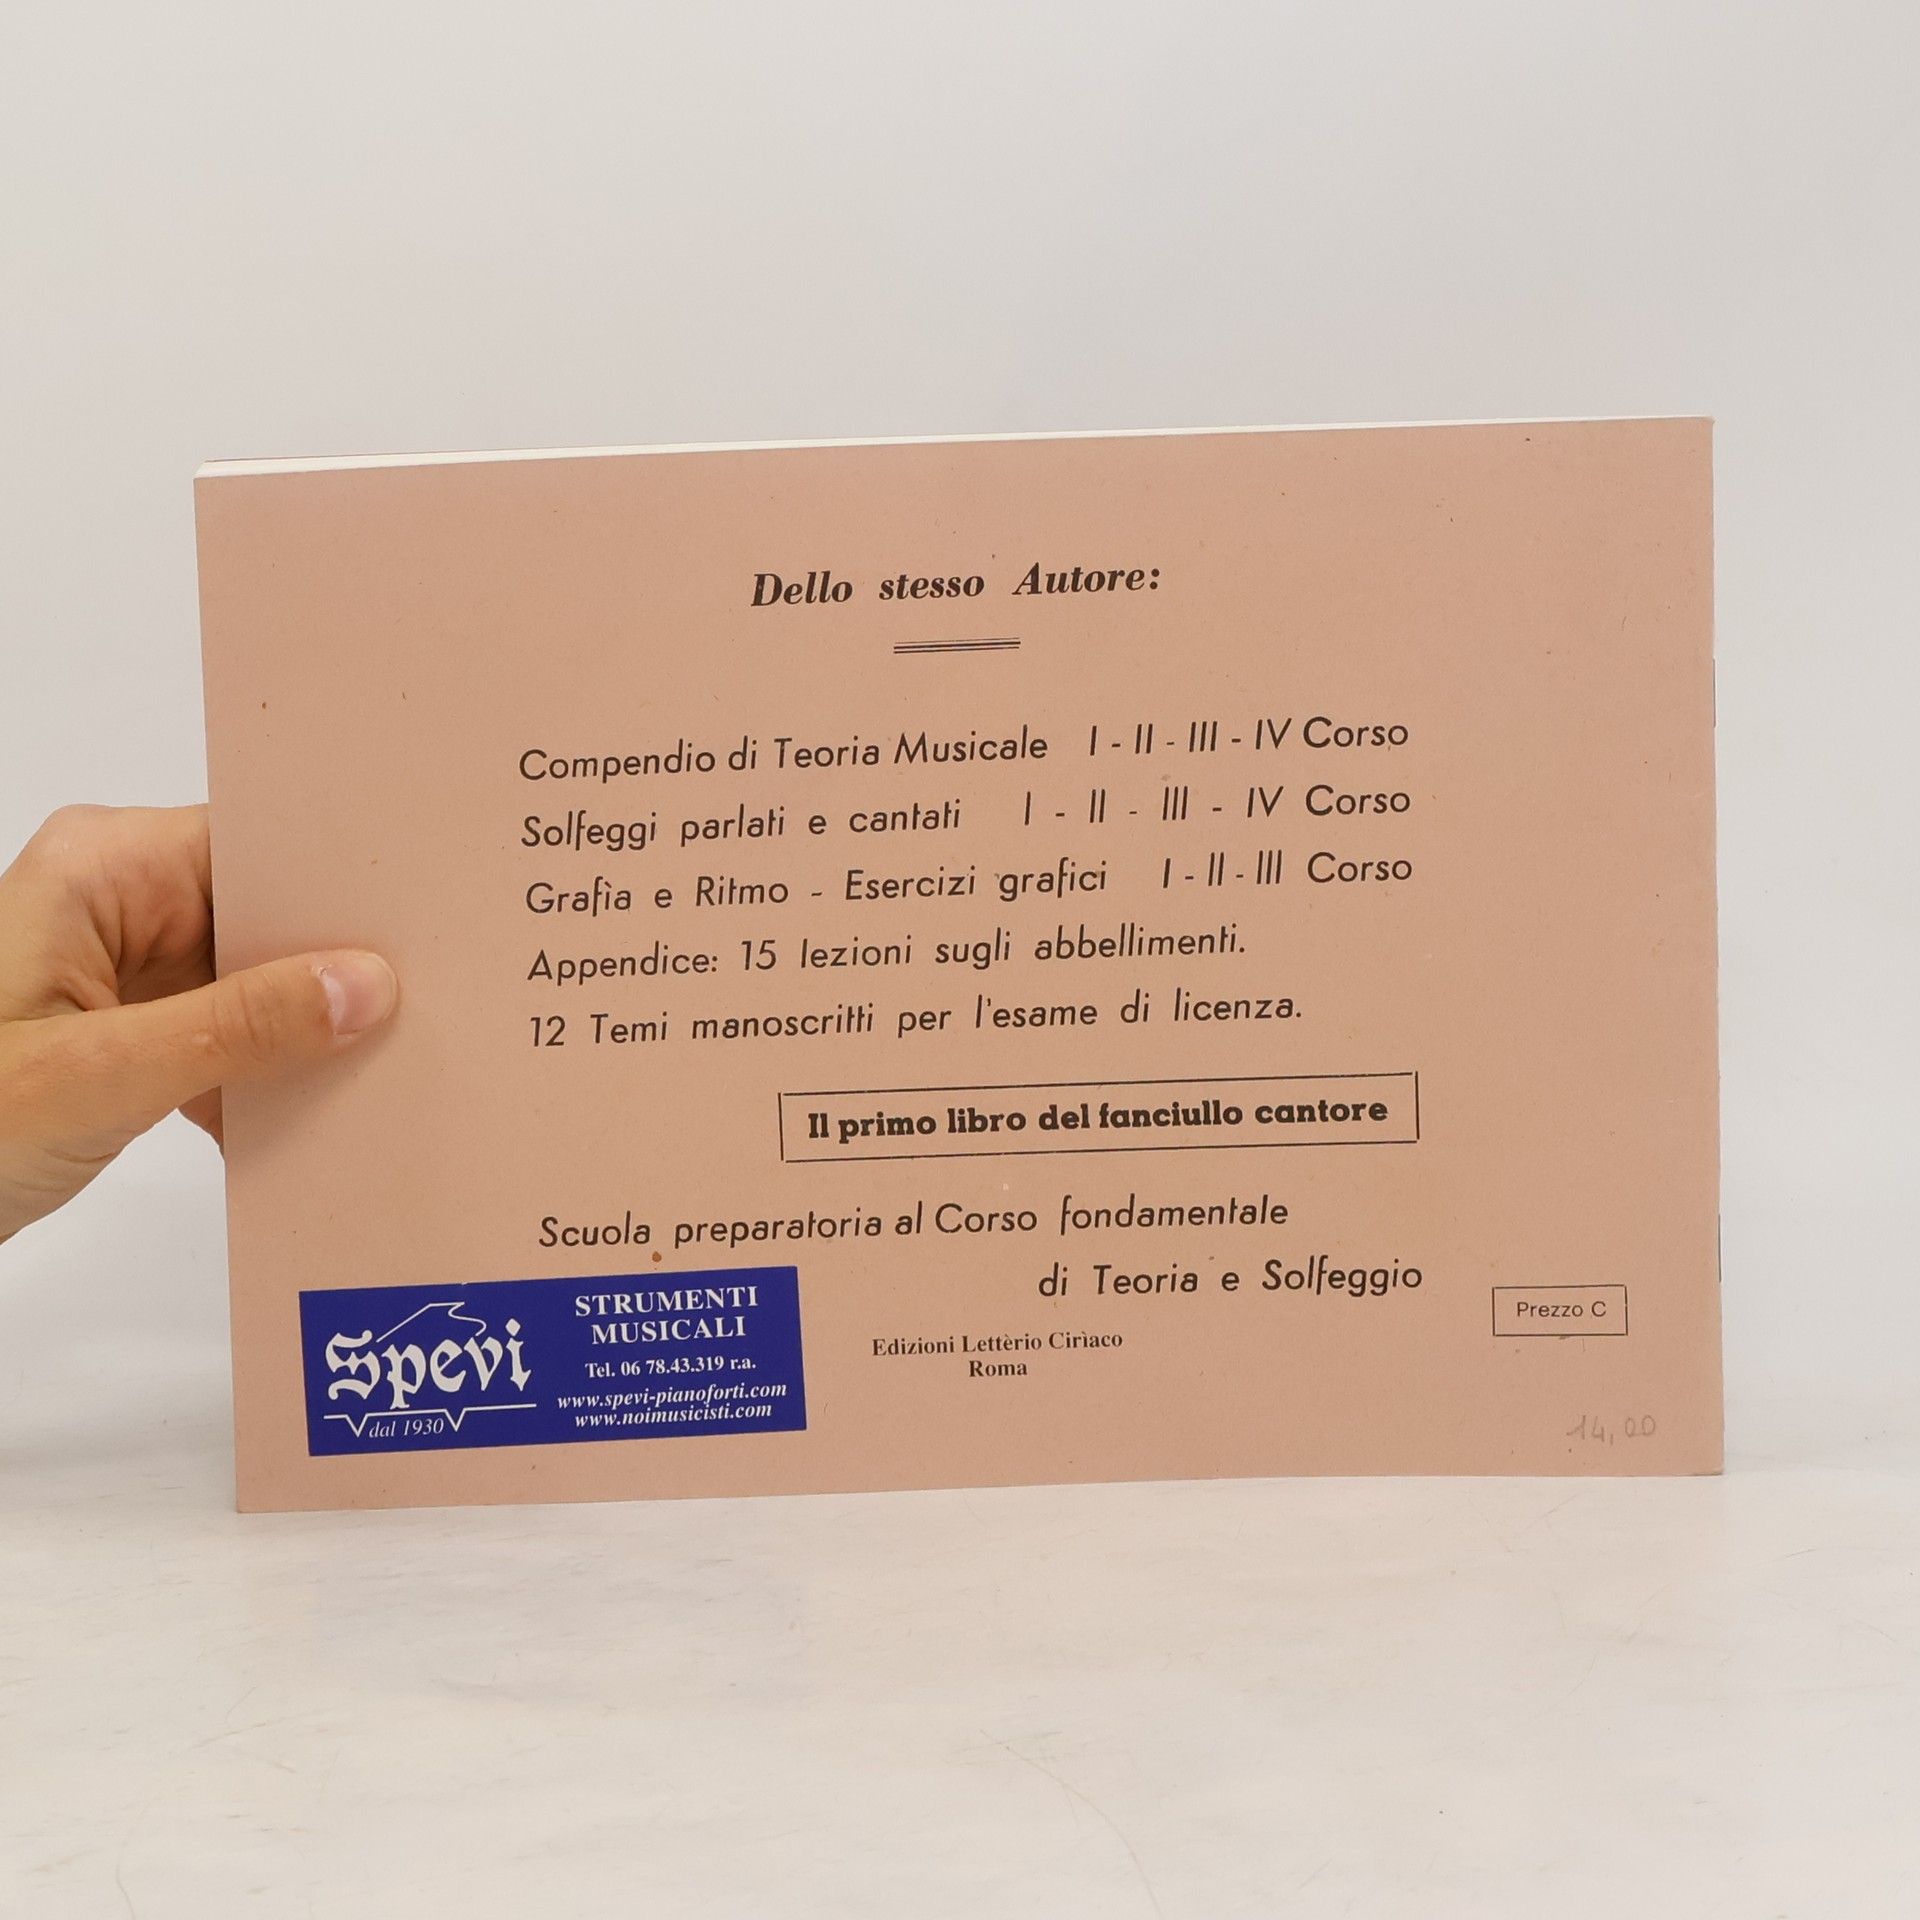 Dello stesso Autore:
Compendio di Teoria Musicale I - II - III - IV Corso
Solfeggi parlati e cantati I - II - III - IV Corso
Grafia e Ritmo - Esercizi grafici I - II - III Corso
Appendice: 15 lezioni sugli abbellimenti.
12 Temi manoscritti per l'esame di licenza.
Il primo libro del fanciullo cantore
Scuola preparatoria al Corso fondamentale
di Teoria e Solfeggio
Prezzo C
Edizioni Lettèrio Cirìaco
Roma
Spevi
dal 1930
STRUMENTI
MUSICALI
Tel. 06 78.43.319 r.a.
www.spevi-pianoforti.com
www.noimusicisti.com
14,00